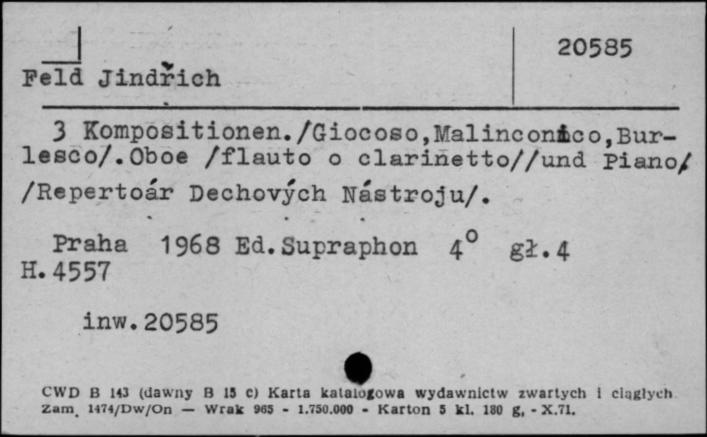 20585
Feld Jindřich
3 Kompositionen./Giocoso,Malinconico,Bur-
lesco/.Oboe /flauto o clarinetto//und Piano/
/Repertoár Dechových Nástroju/.
Praha 1968 Ed.Supraphon 4° gł.4
H.4557
inw.20585
CWD B 143 (dawny B 15 c) Karta katalogowa wydawnictw zwartych i ciągłych
Zam. 1474/Dw/On — Wrak 965 - 1.750.000 - Karton 5 kl. 180 g, - X.71.